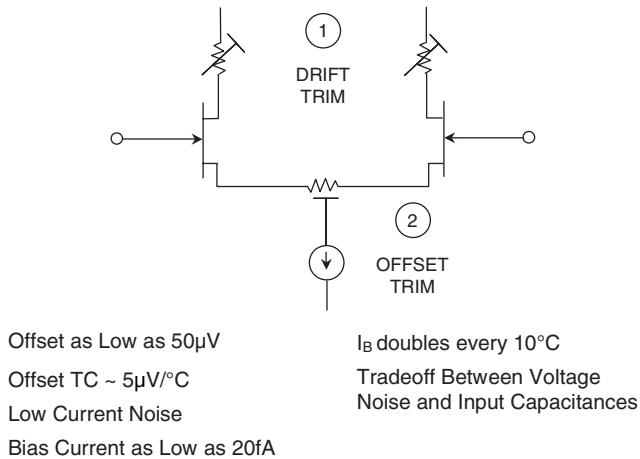 1
DRIFT
TRIM
2
OFFSET
TRIM
Offset as Low as 50µV
Offset TC ~ 5µV/°C
Low Current Noise
Bias Current as Low as 20fA
IB doubles every 10°C
Tradeoff Between Voltage
Noise and Input Capacitances